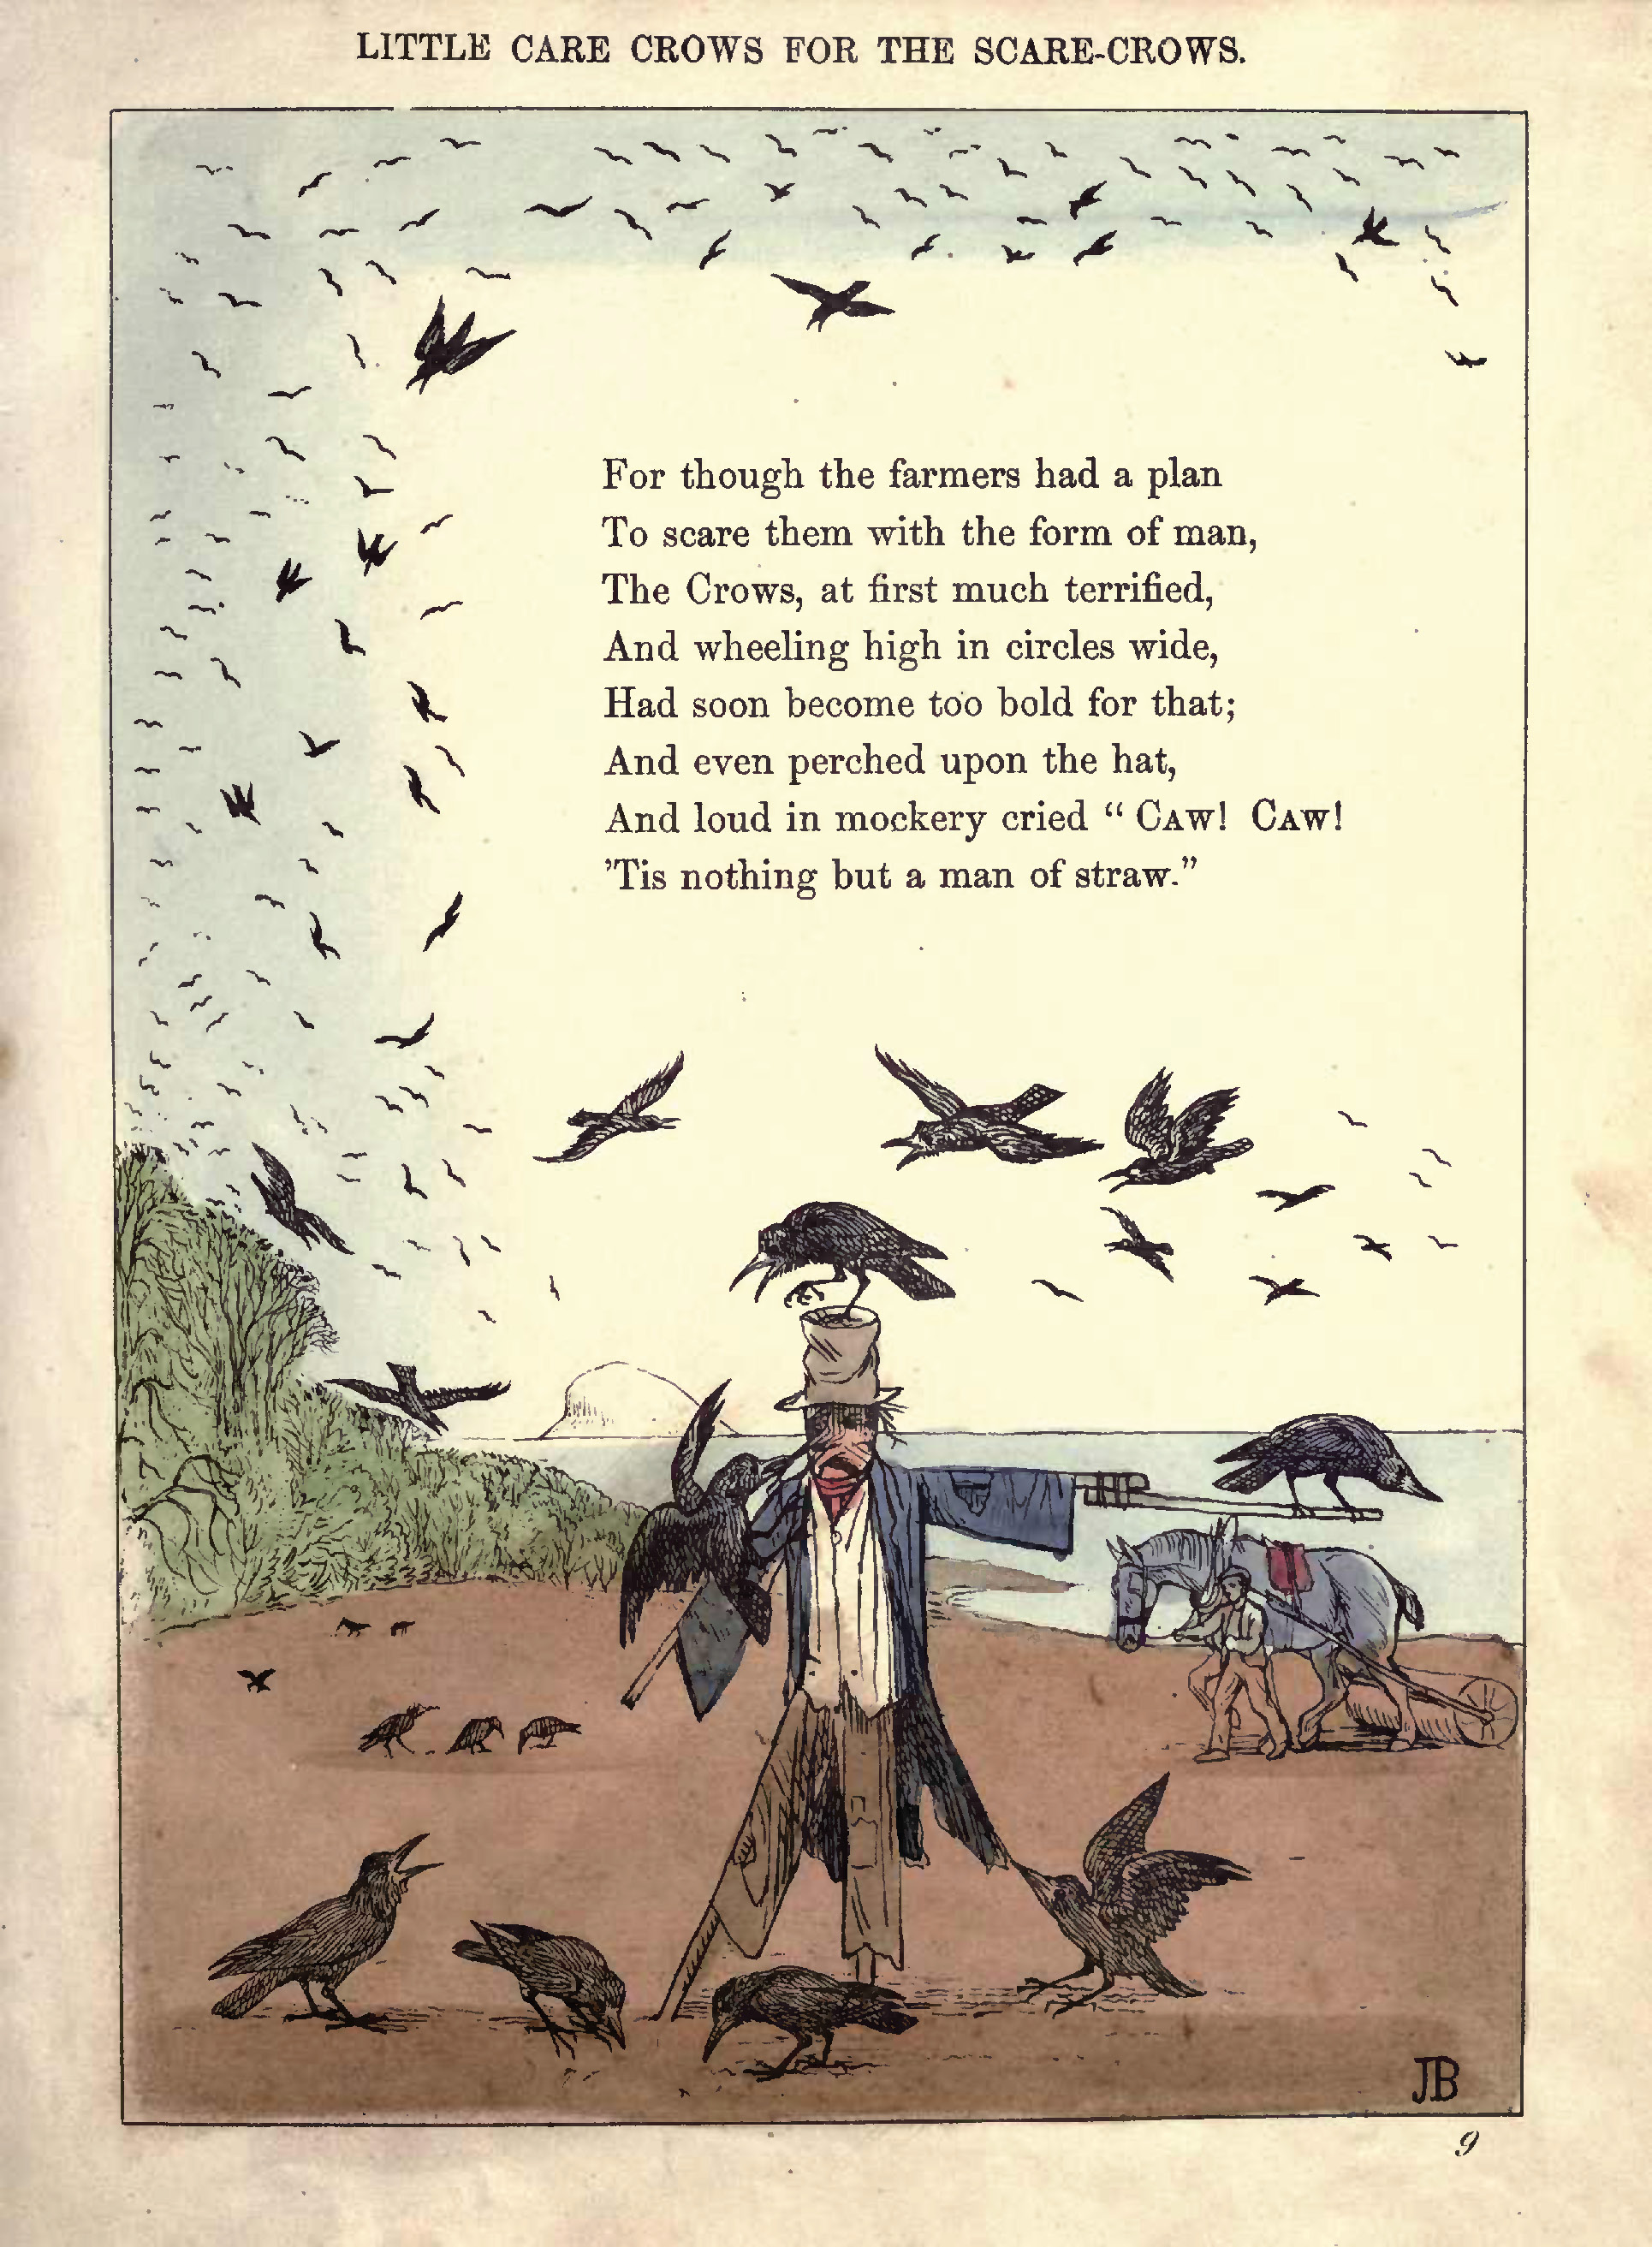 LITTLE CARE CROWS FOR THE SCARE-CROWS.
For though the farmers had a plan
To scare them with the form of man,
The Crows, at first much terrified,
And wheeling high in circles wide,
Had soon become too bold for that;
And even perched upon the hat,
And loud in mockery cried “ CAW! CAW!
’Tis nothing but a man of straw.”
JB
9